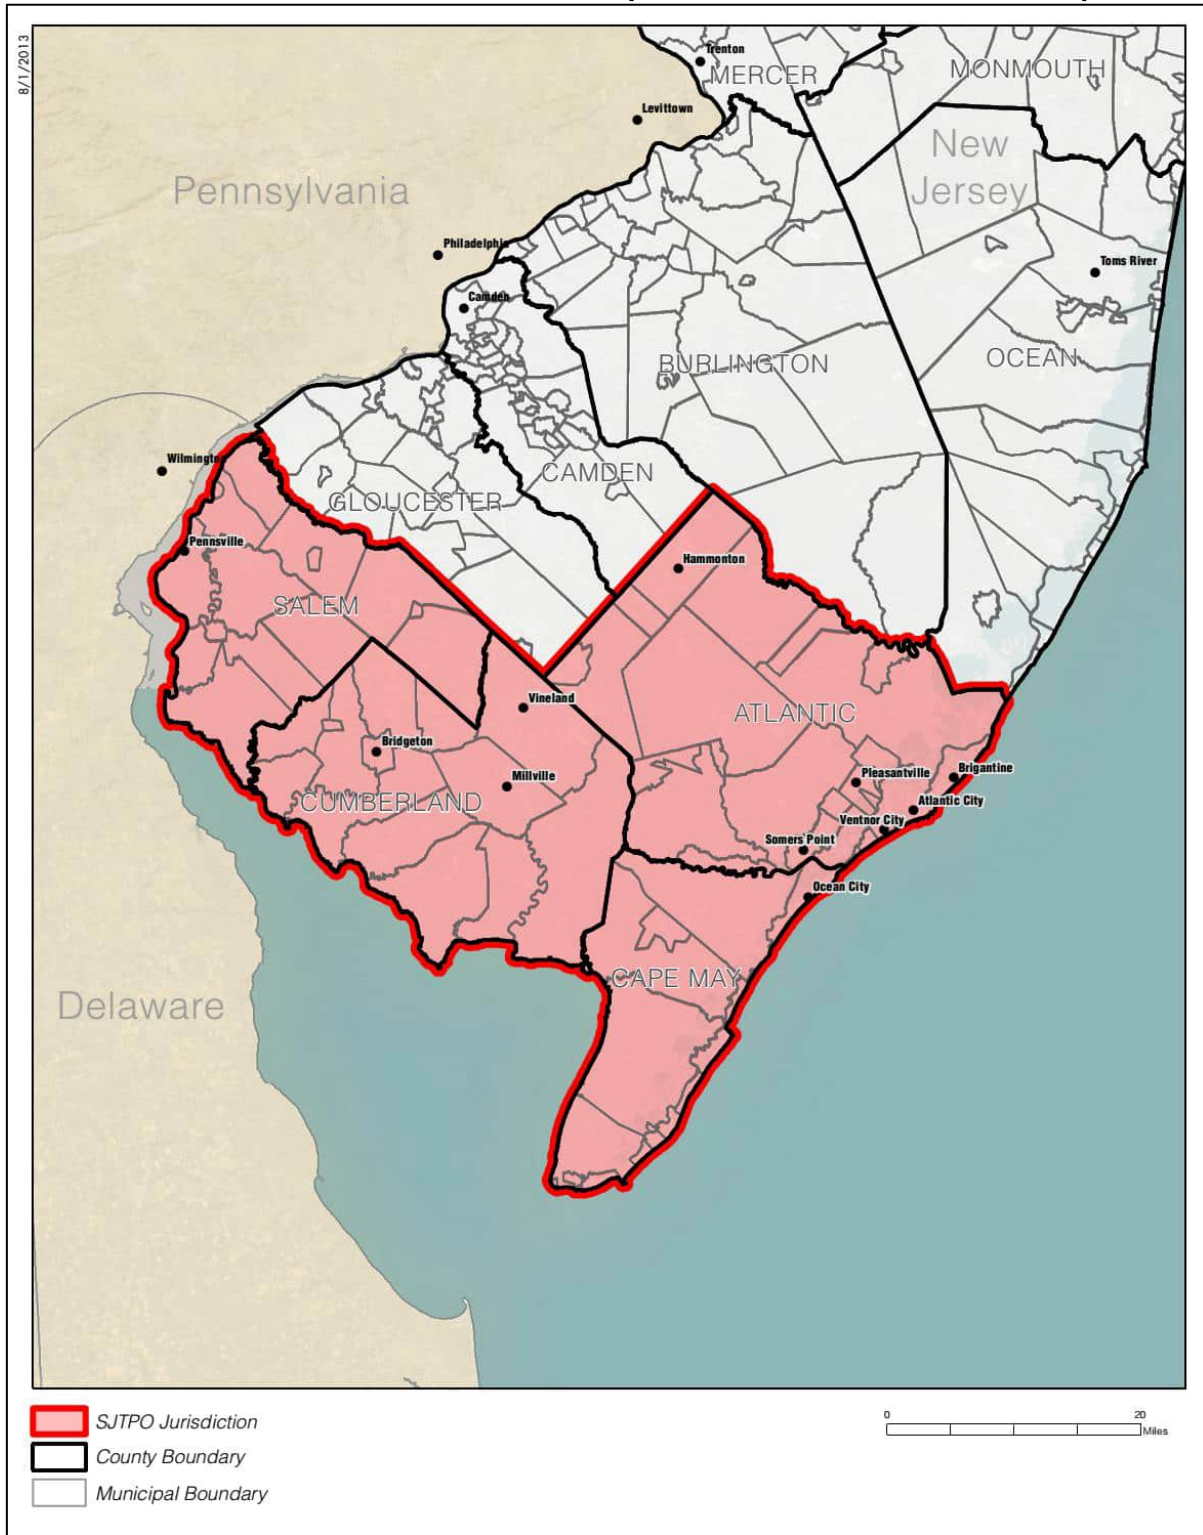 8/1/2013
Trenton
MERCER
MONMOUTH
Levittown
New
Jersey
Pennsylvania
Philadelphia
Toms River
Camden
BURLINGTON
OCEAN
Wilmington
CAMDEN
GLOUCESTER
Pennsville
Hammonton
SALEM
Vineland
ATLANTIC
Bridgeton
Brigantine
Pleasantville
Millville
Atlantic City
CUMBERLAND
Ventnor City
Somers Point
Ocean City
CAPE MAY
Delaware
SJTPO Jurisdiction
County Boundary
Municipal Boundary
0 20
Miles